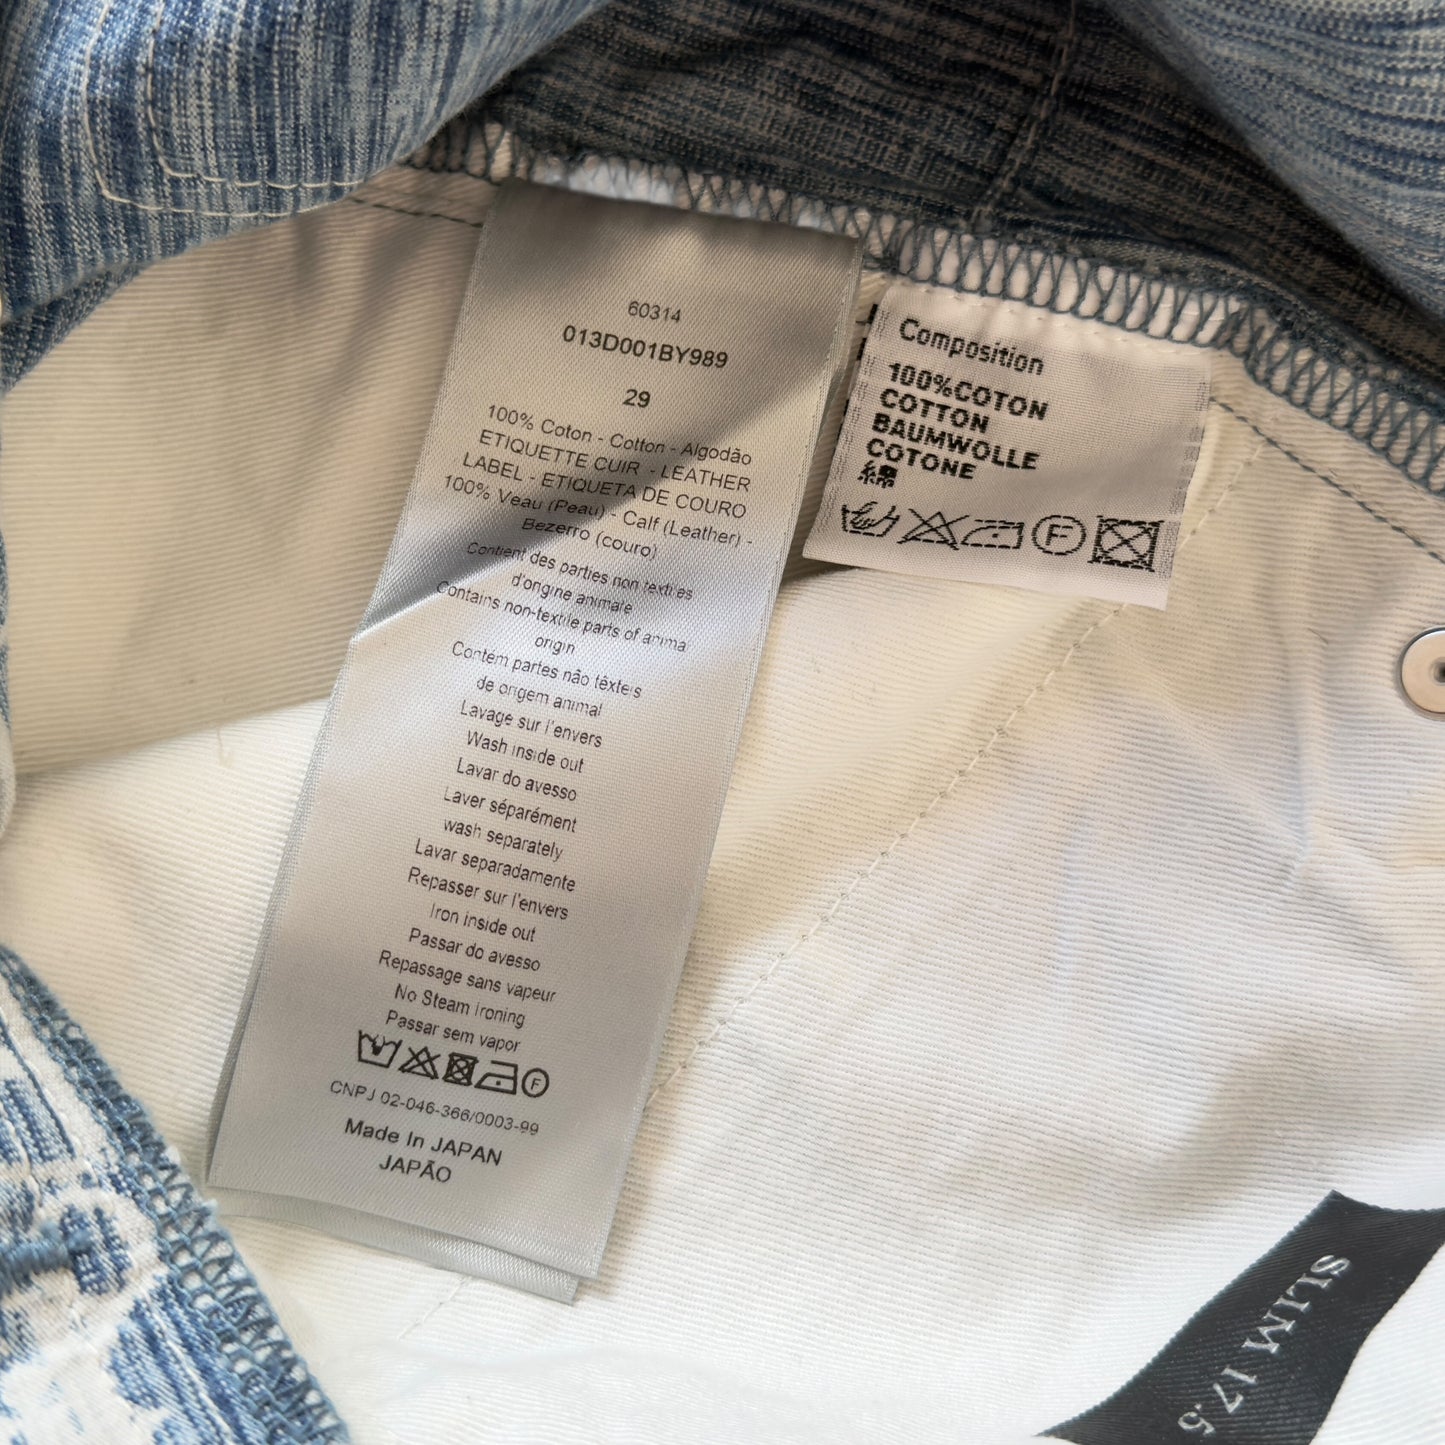 60314
013D001BY989
29
100% Coton - Cotton - Algodão
ETIQUETTE CUIR - LEATHER
LABEL - ETIQUETA DE COURO
100% Veau (Peau) - Calf (Leather) -
Bezerro (couro)
Contient des parties non textiles
d'orgine animale
Contains non-textile parts of animal
origin
Contém partes não têxteis
de origem animal
Lavage sur l'envers
Wash inside out
Lavar do avesso
Laver séparément
wash separately
Lavar separadamente
Repasser sur l'envers
Iron inside out
Passar do avesso
Repassage sans vapeur
No Steam ironing
Passar sem vapor
F
CNPJ 02-046-366/0003-99
Made In JAPAN
JAPÃO
Composition
100%COTON
COTTON
BAUMWOLLE
COTONE
綿
F
SLIM 17.5